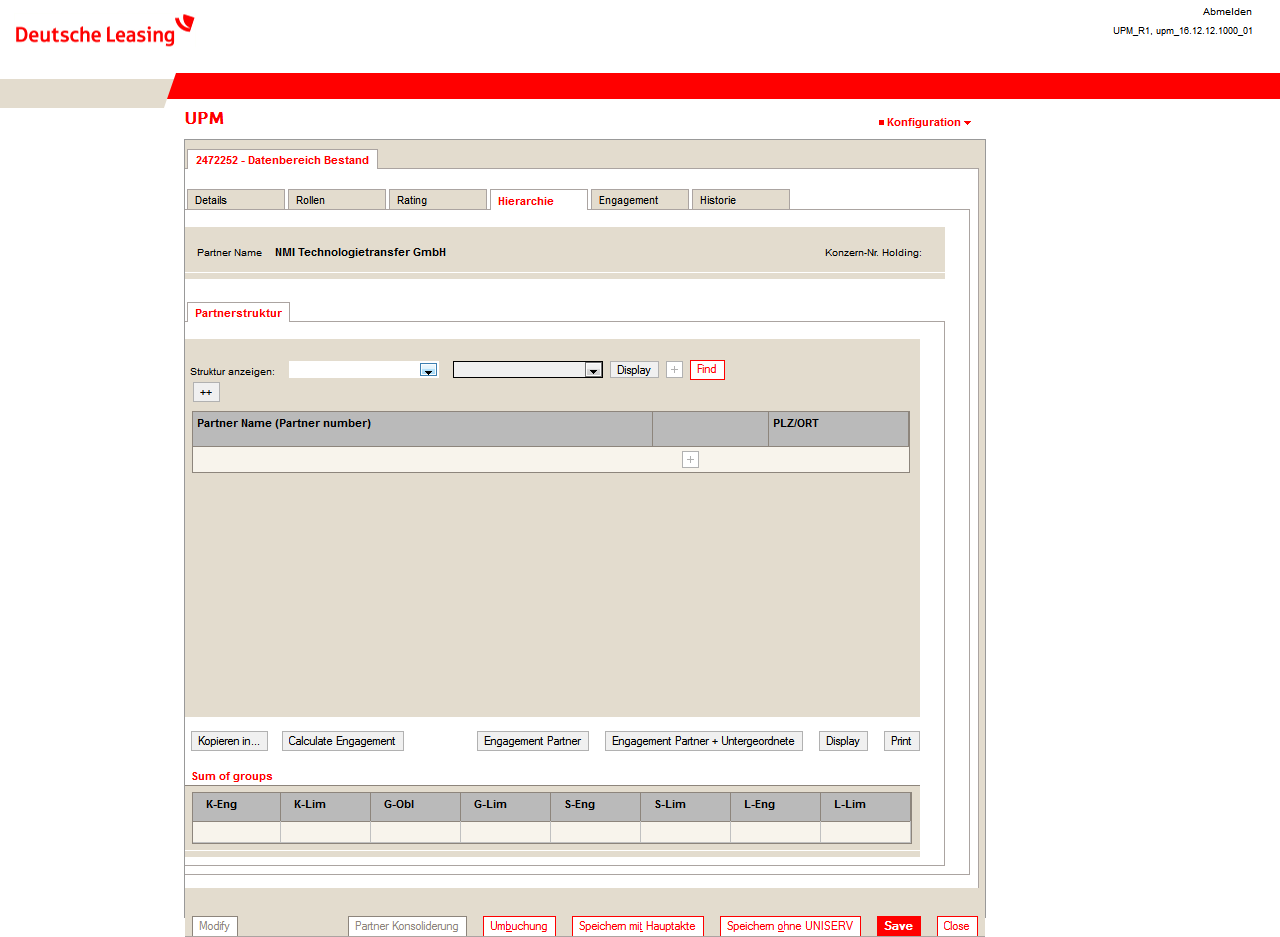 Deutsche Leasing
Abmelden
UPM_R1, upm_16.12.12.1000_01
UPM
Konfiguration
2472252 - Datenbereich Bestand
Details Rollen Rating Hierarchie Engagement Historie
Partner Name NMI Technologietransfer GmbH Konzern-Nr. Holding:
Partnerstruktur
Struktur anzeigen: Display + Find
++
Partner Name (Partner number) PLZ/ORT
+
Kopieren in... Calculate Engagement Engagement Partner Engagement Partner + Untergeordnete Display Print
Sum of groups
K-Eng K-Lim G-Obl G-Lim S-Eng S-Lim L-Eng L-Lim
Modify Partner Konsolidierung Umbuchung Speichern mit Hauptakte Speichern ohne UNISERV Save Close